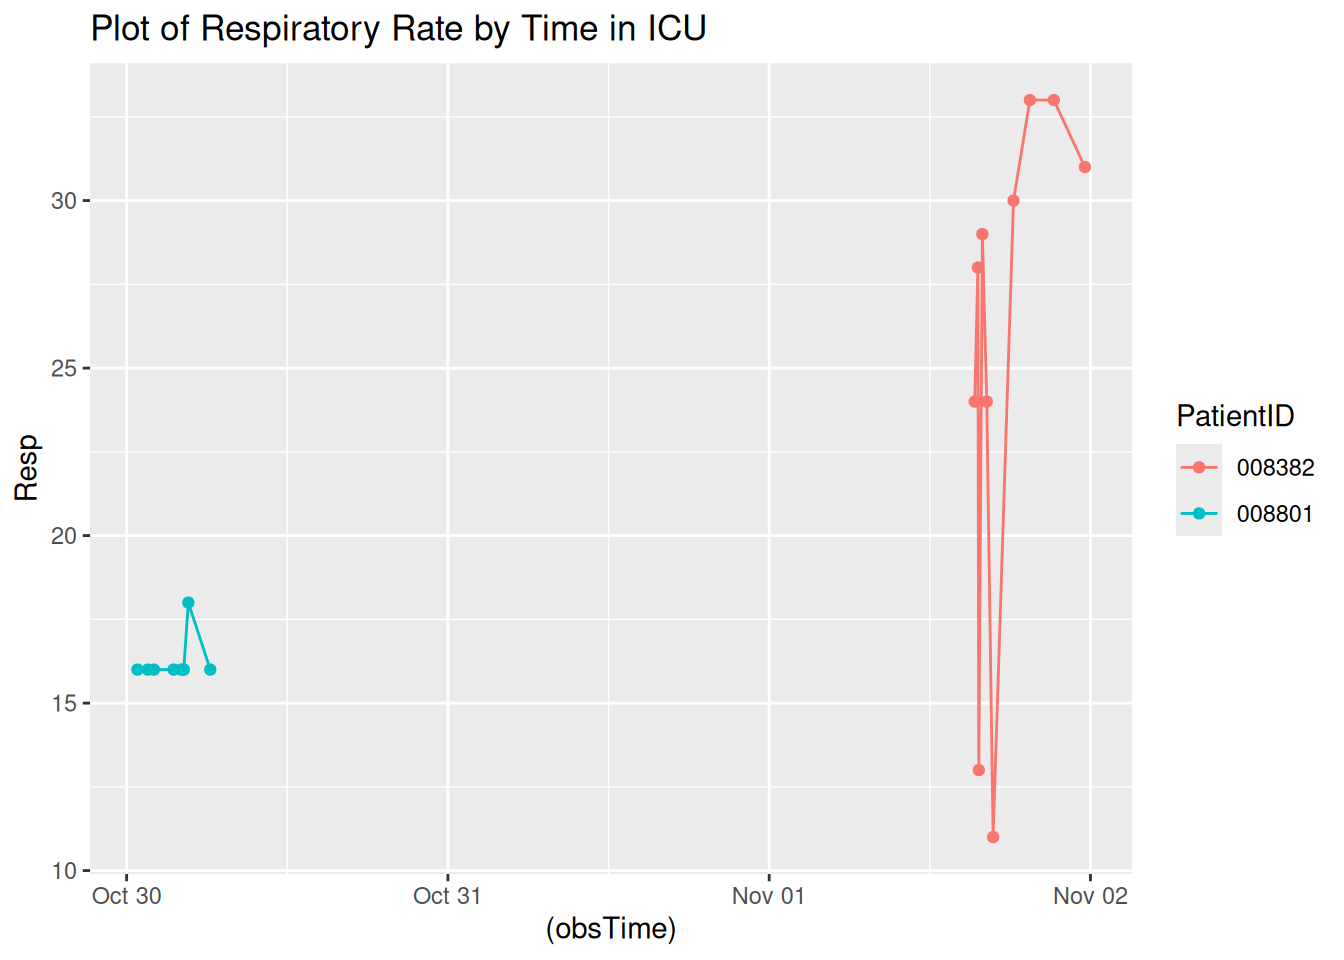 Plot of Respiratory Rate by Time in ICU
30
25
20
15
10
Resp
Oct 30
Oct 31
Nov 01
Nov 02
(obsTime)
PatientID
008382
008801